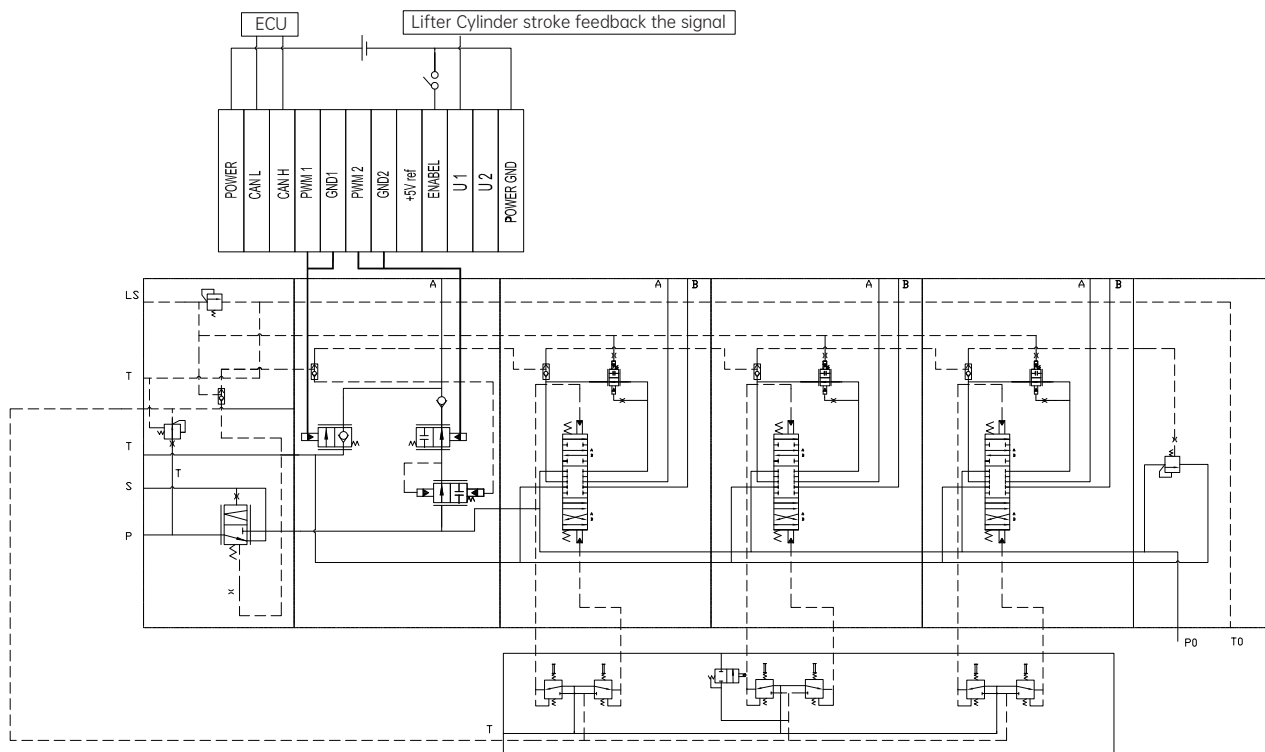 ECU
Lifter Cylinder stroke feedback the signal
POWER
CAN L
CAN H
PWM 1
GND1
PWM 2
GND2
+5V ref
ENABEL
U 1
U 2
POWER GND
LS
A
A
B
A
B
A
B
T
T
T
S
P
A
B
A
B
A
B
A
B
A
B
A
B
P0
T0
T